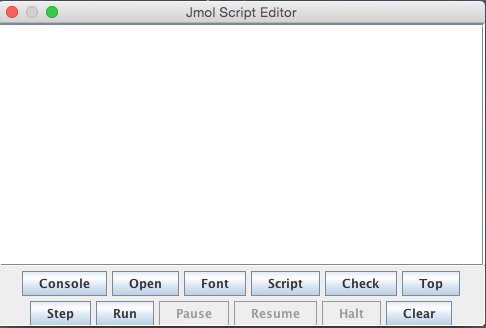 Jmol Script Editor
Console Open Font Script Check Top
Step Run Pause Resume Halt Clear